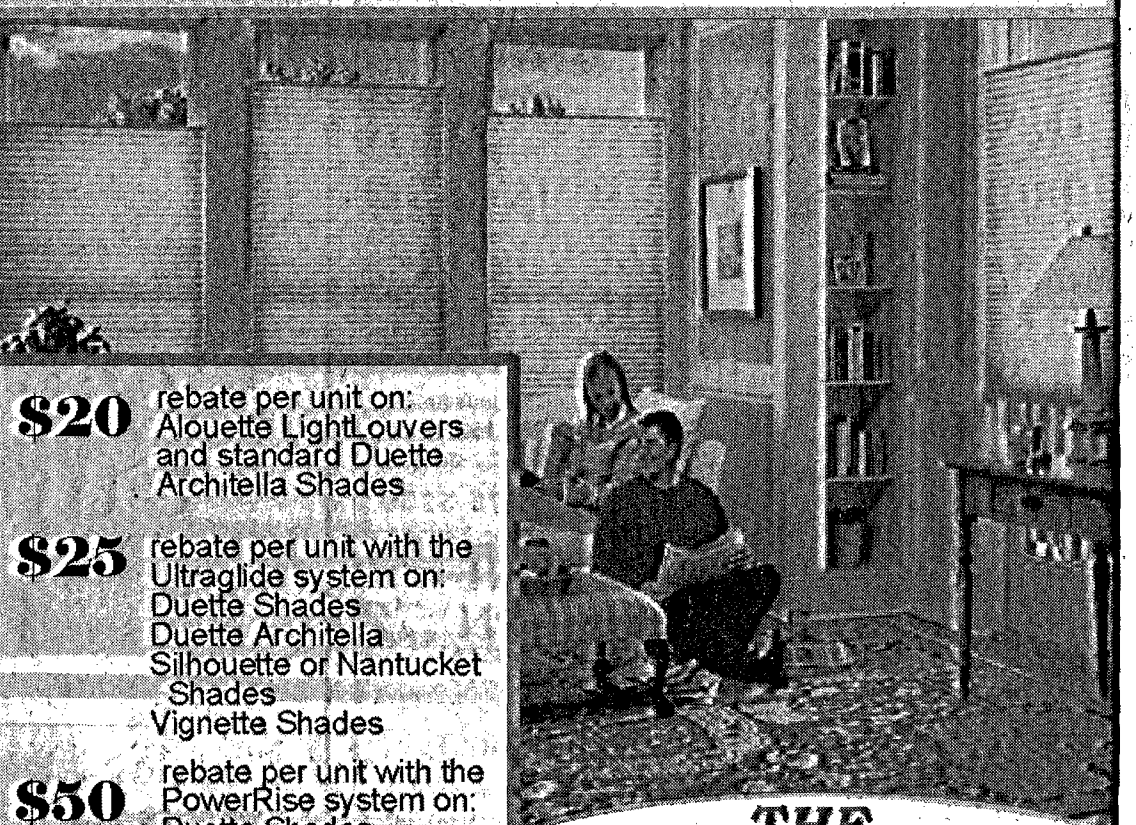 $20 rebate per unit on:
Alouette LightLouvers
and standard Duette
Architella Shades
$25 rebate per unit with the
Ultraglide system on:
Duette Shades
Duette Architella
Silhouette or Nantucket
Shades
Vignette Shades
$50 rebate per unit with the
PowerRise system on:
Duette Shades
THE